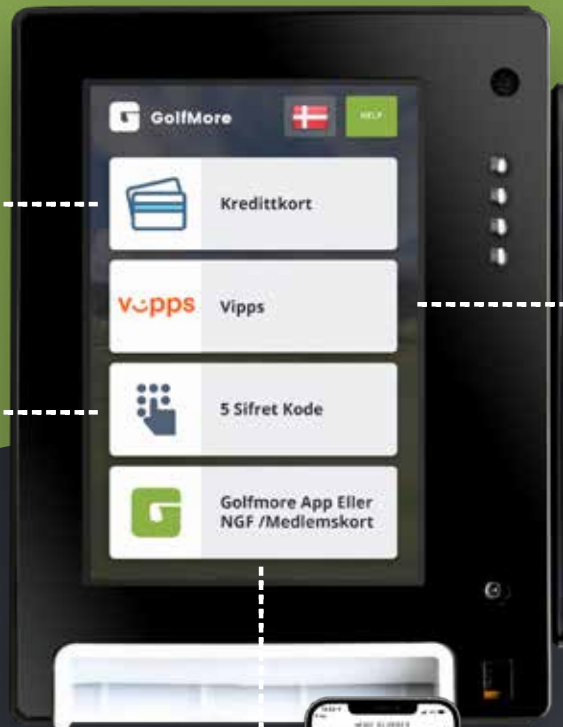 GolfMore
HELP
Kredittkort
vipps
Vipps
5 Sifret Kode
Golfmore App Eller
NGF /Medlemskort